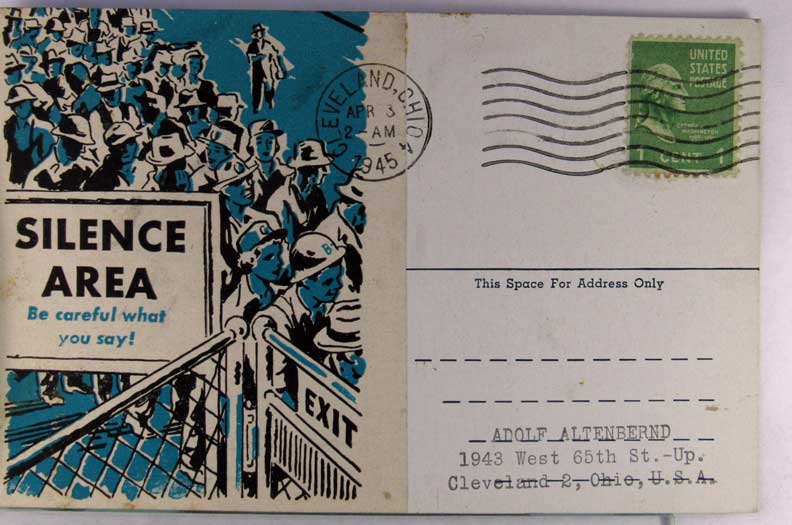 SILENCE
AREA
Be careful what
you say!
EXIT
B
CLEVELAND, OHIO
APR 3
2 - AM
1945
UNITED
STATES
POSTAGE
WASHINGTON
1 CENT 1
This Space For Address Only
ADOLF ALTENBERND
1943 West 65th St.-Up.
Cleveland 2, Ohio, U.S.A.